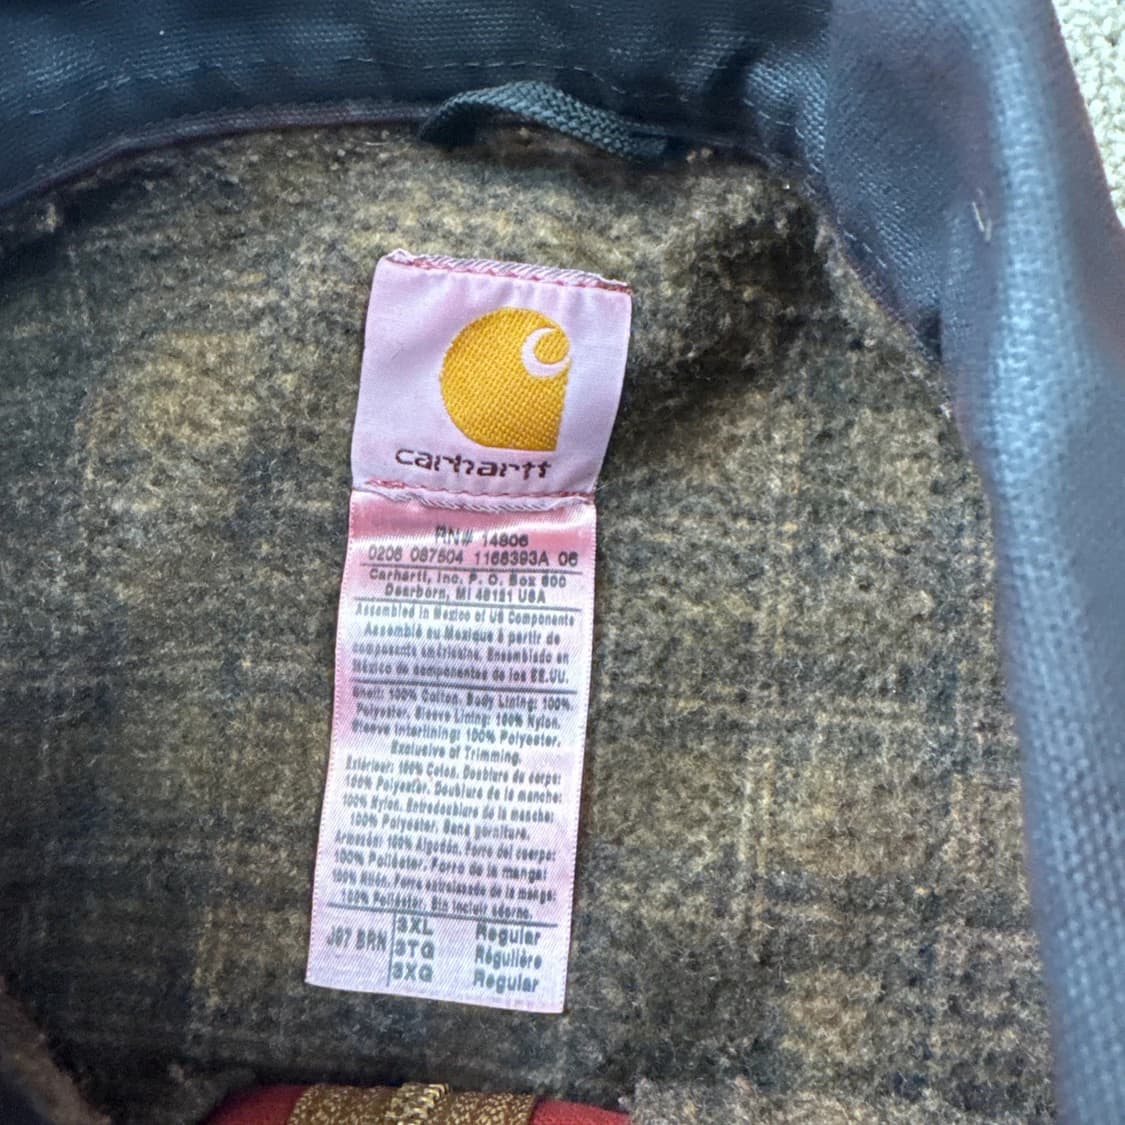 carhartt
RN# 14806
0206 087504 1166393A 06
Carhartt, Inc. P. O. Box 600
Dearborn, MI 48121 USA
Assembled in Mexico of US Components
Assemblé au Mexique à partir de
composants américains. Ensamblado en
México de componentes de los EE.UU.
Shell: 100% Cotton. Body Lining: 100%
Polyester. Sleeve Lining: 100% Nylon.
Sleeve Interlining: 100% Polyester.
Exclusive of Trimming.
Extérieur: 100% Coton. Doublure du corps:
100% Polyester. Doublure de la manche:
100% Nylon. Entredoublure de la manche:
100% Polyester. Sans garniture.
Armazón: 100% Algodón. Forro del cuerpo:
100% Poliéster. Forro de la manga:
100% Nilón. Forro entrelazado de la manga:
100% Poliéster. Sin incluir adorno.
J67 BRN 3XL Regular
3TG Régulière
3XG Regular